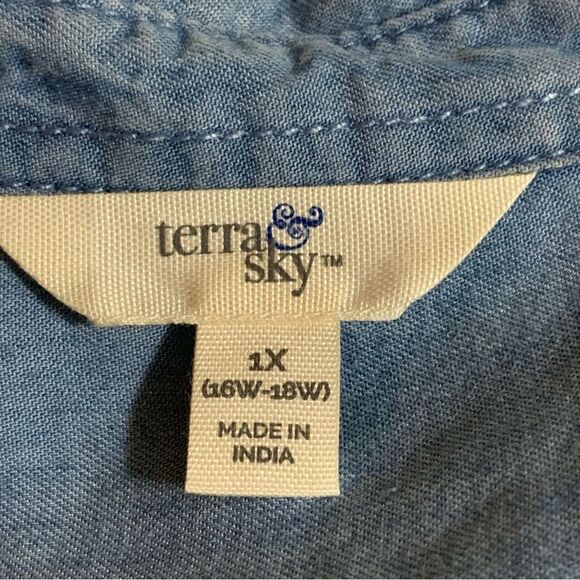 terra &
sky™
1X
(16W-18W)
MADE IN
INDIA